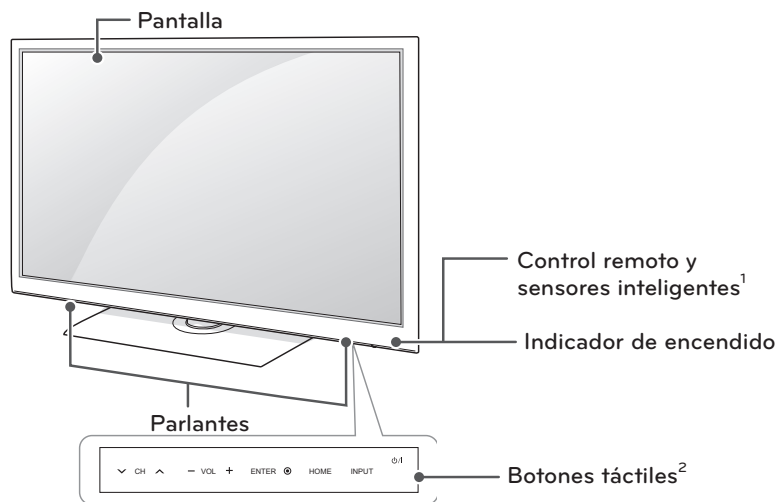 Pantalla
Control remoto y
sensores inteligentes1
Indicador de encendido
Parlantes
CH - VOL + ENTER HOME INPUT ⏻/I
Botones táctiles2